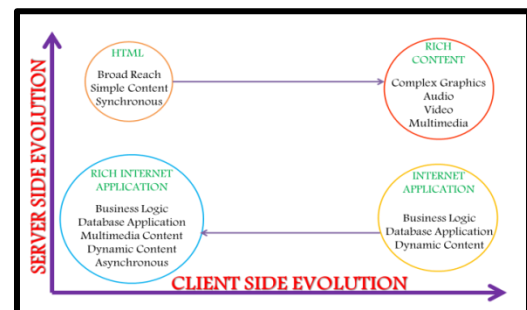 HTML
Broad Reach
Simple Content
Synchronous
RICH
CONTENT
Complex Graphics
Audio
Video
Multimedia
SERVER SIDE EVOLUTION
RICH INTERNET
APPLICATION
Business Logic
Database Application
Multimedia Content
Dynamic Content
Asynchronous
INTERNET
APPLICATION
Business Logic
Database Application
Dynamic Content
CLIENT SIDE EVOLUTION